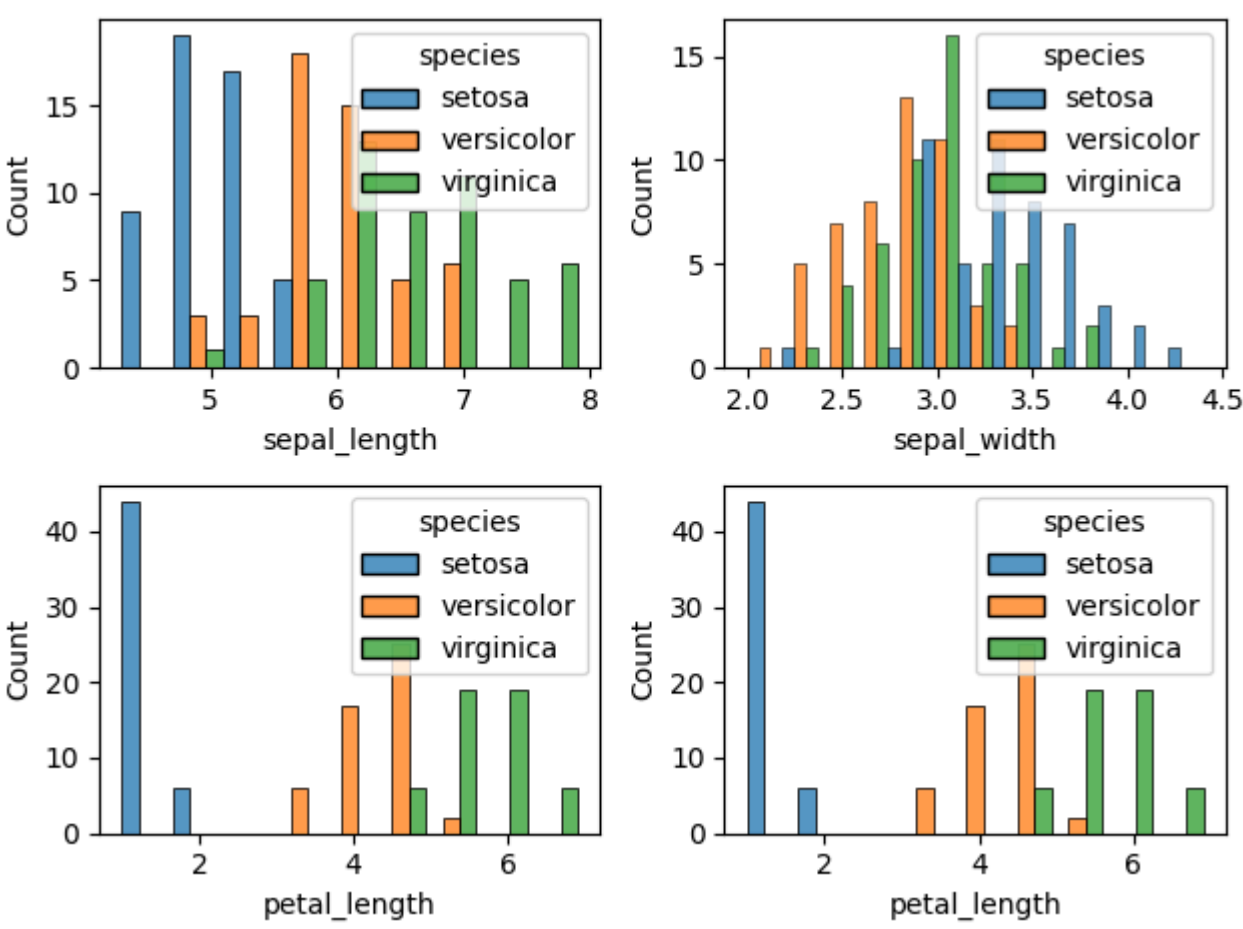 species
setosa
versicolor
virginica
15
10
5
0
Count
5 6 7 8
sepal_length
species
setosa
versicolor
virginica
15
10
5
0
Count
2.0 2.5 3.0 3.5 4.0 4.5
sepal_width
species
setosa
versicolor
virginica
40
30
20
10
0
Count
2 4 6
petal_length
species
setosa
versicolor
virginica
40
30
20
10
0
Count
2 4 6
petal_length